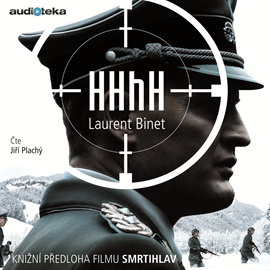 audioteka
HHhH
Laurent Binet
Čte
Jiří Plachý
KNIŽNÍ PŘEDLOHA FILMU SMRTIHLAV